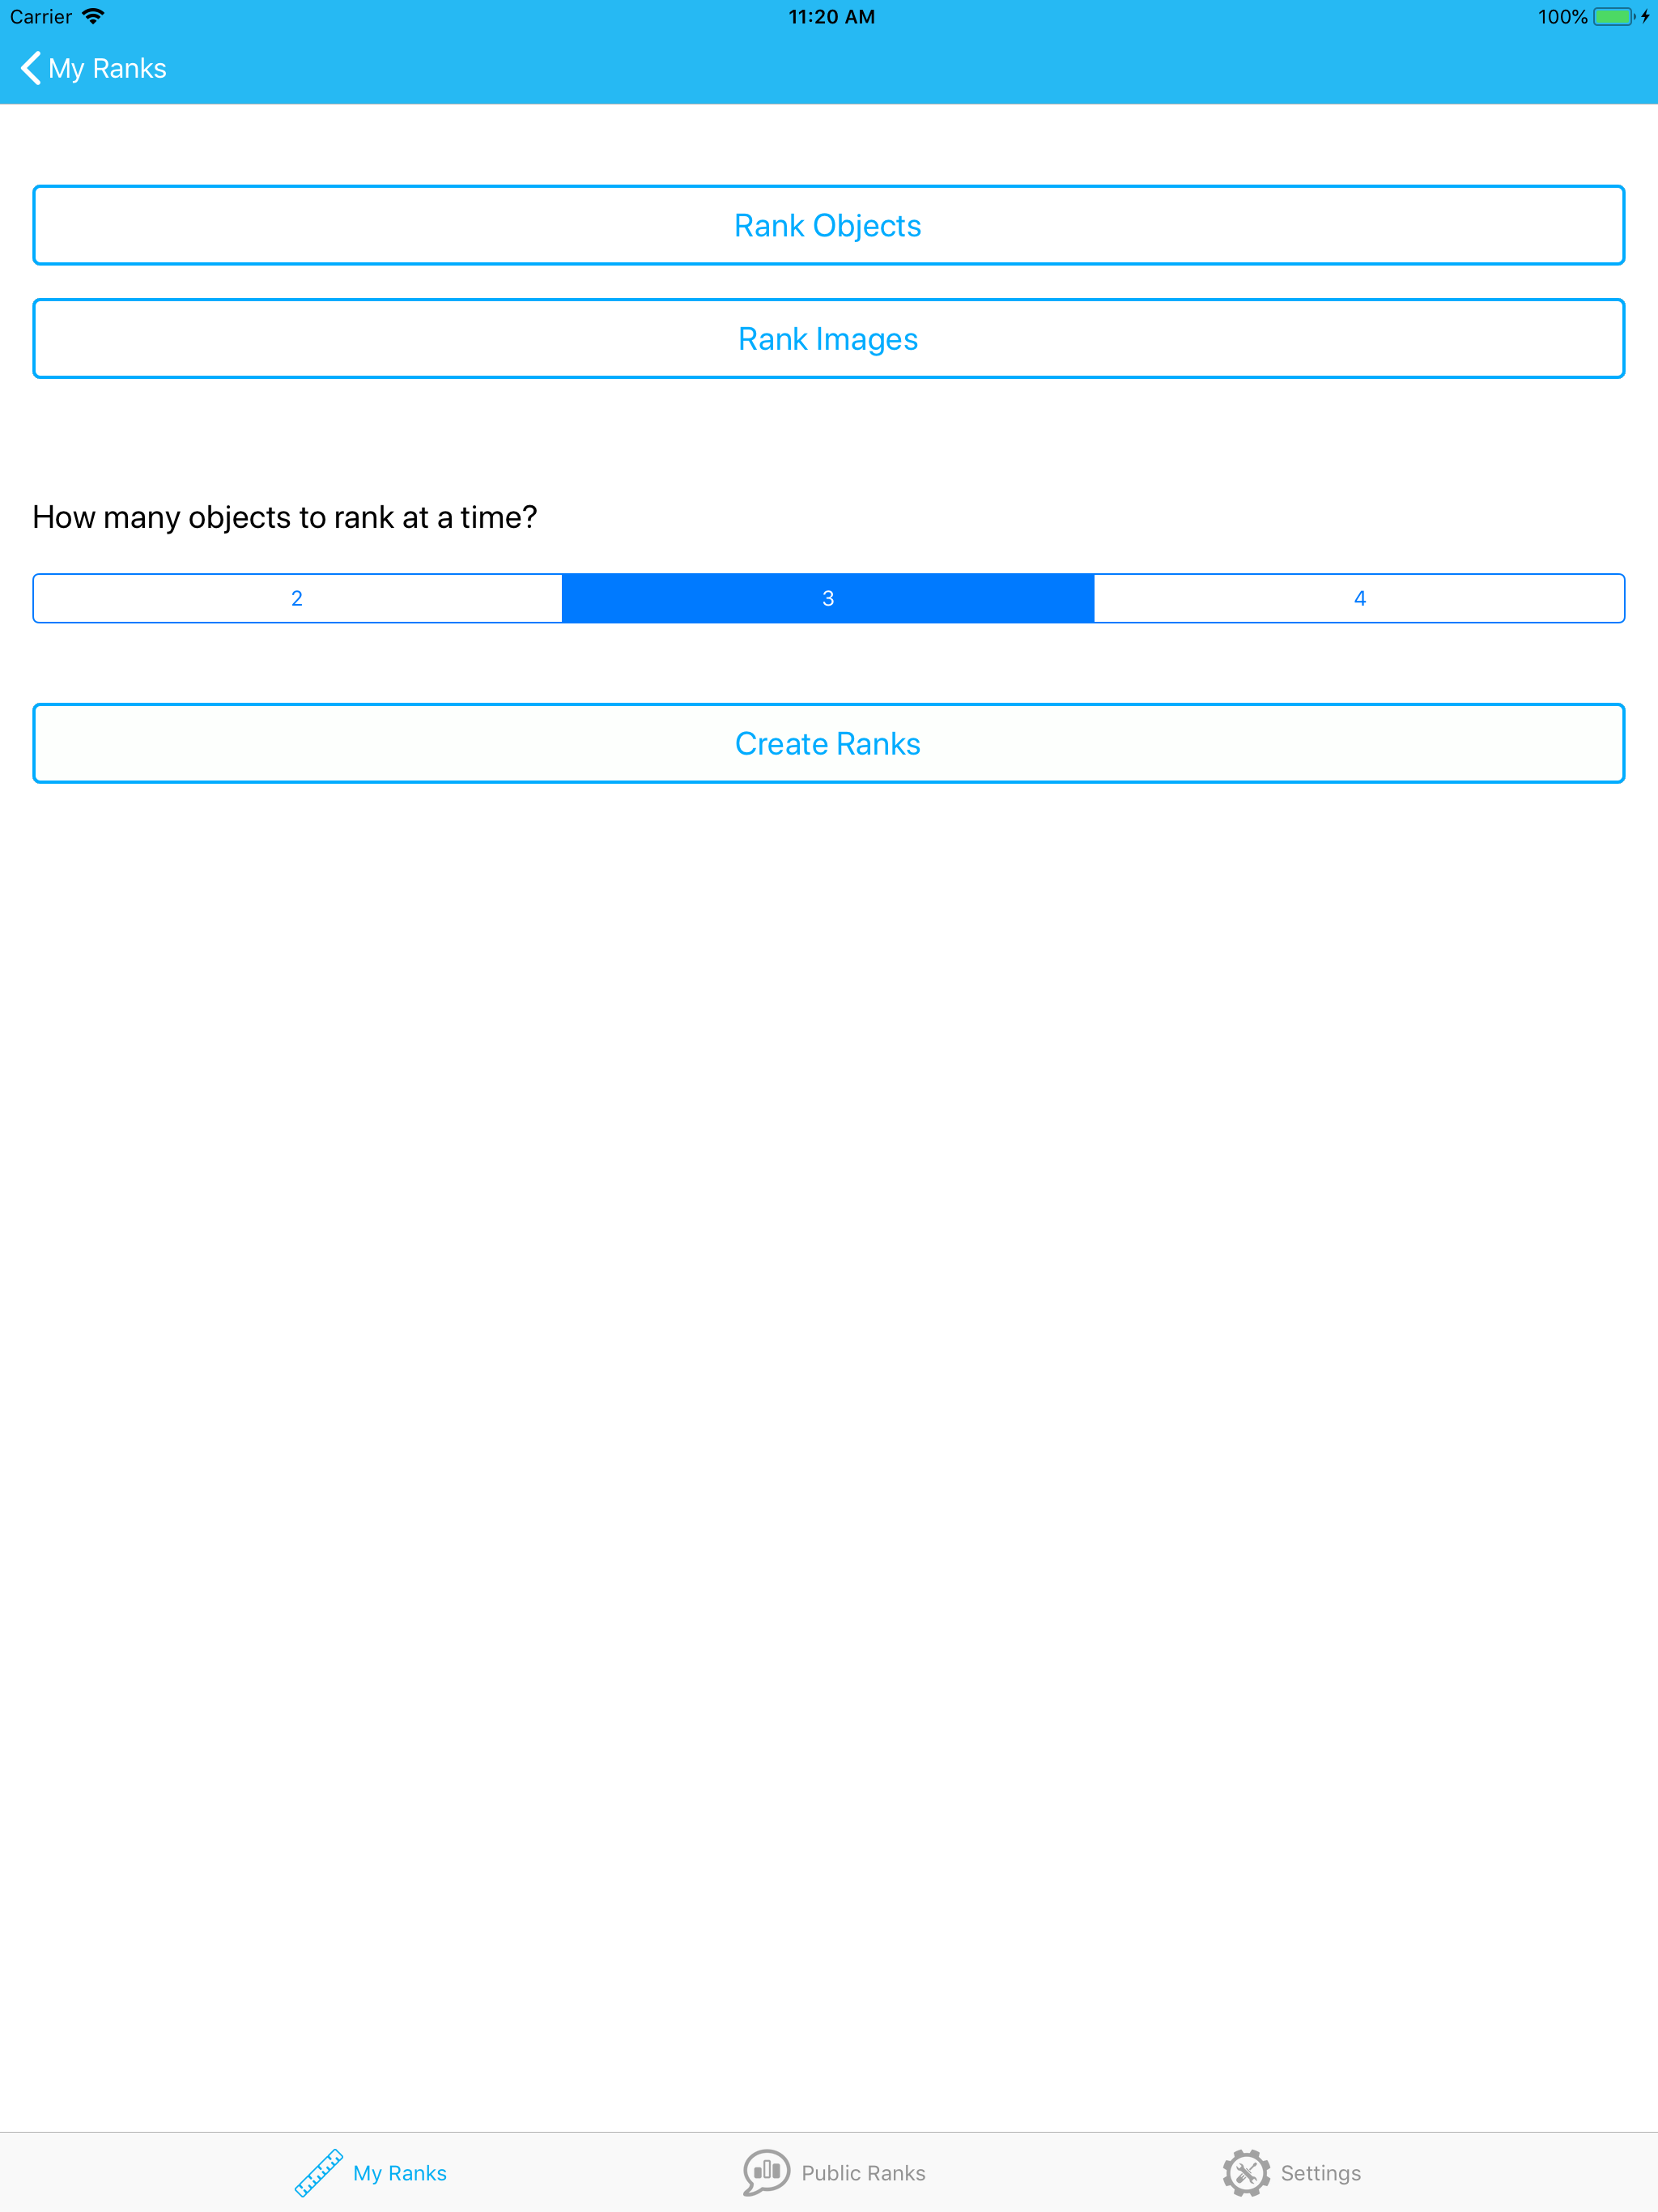 Carrier 11:20 AM 100%
My Ranks
Rank Objects
Rank Images
How many objects to rank at a time?
2 3 4
Create Ranks
My Ranks Public Ranks Settings